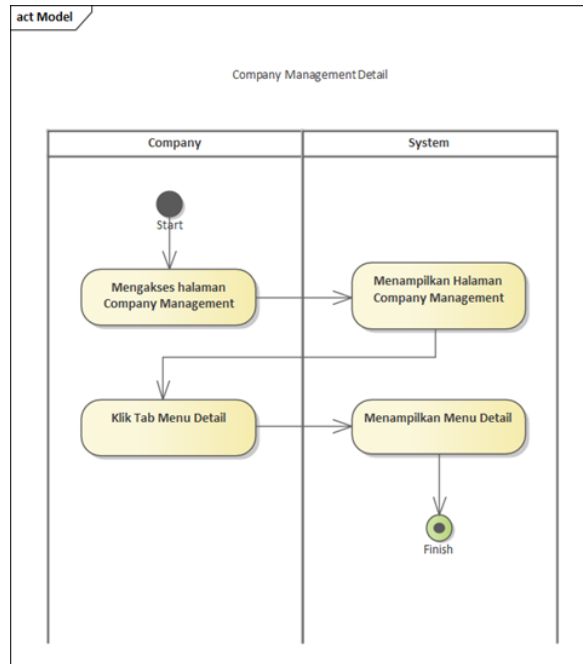 act Model
Company Management Detail
Company
System
Start
Mengakses halaman
Company Management
Menampilkan Halaman
Company Management
Klik Tab Menu Detail
Menampilkan Menu Detail
Finish